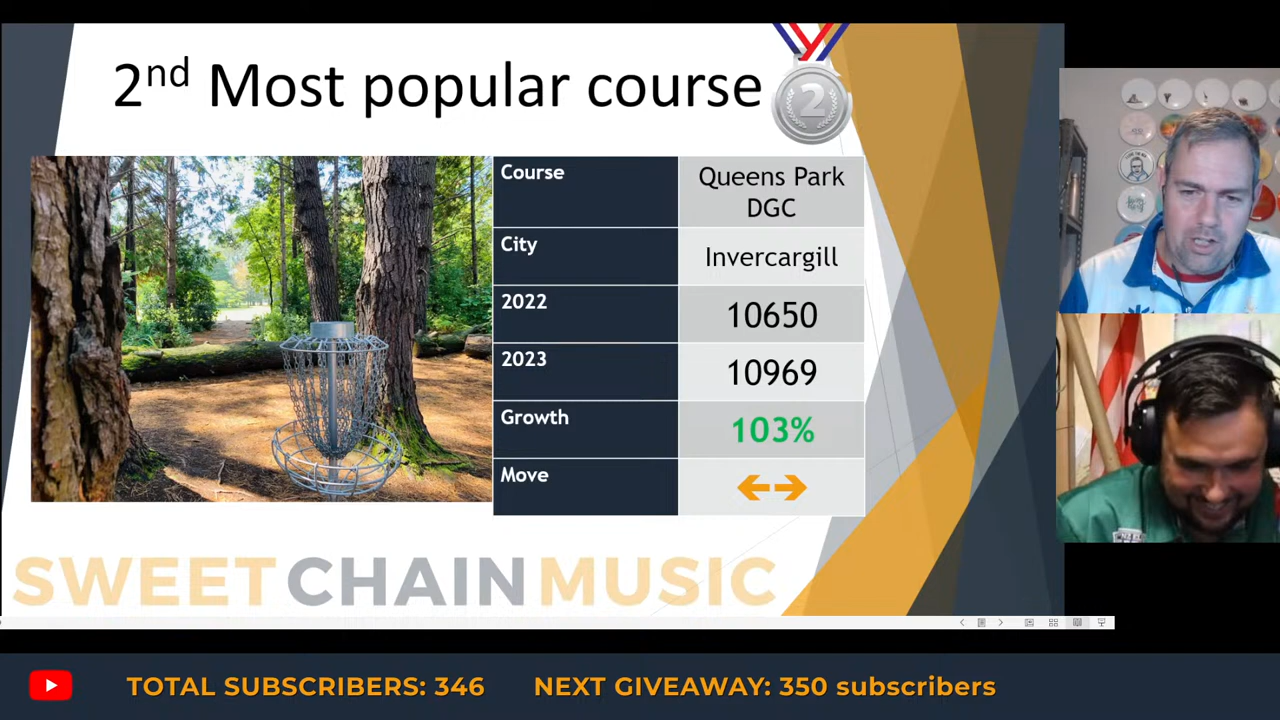 2nd Most popular course
2
Course Queens Park
DGC
City Invercargill
2022 10650
2023 10969
Growth 103%
Move
SWEET CHAIN MUSIC
TOTAL SUBSCRIBERS: 346 NEXT GIVEAWAY: 350 subscribers